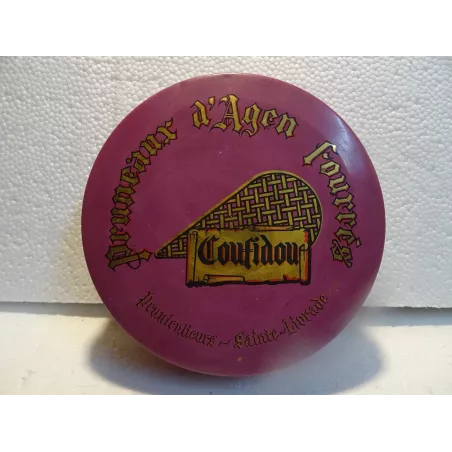 Pruneaux d'Agen fourrés
Coufidou
Pruniculteurs ~ Sainte-Livrade